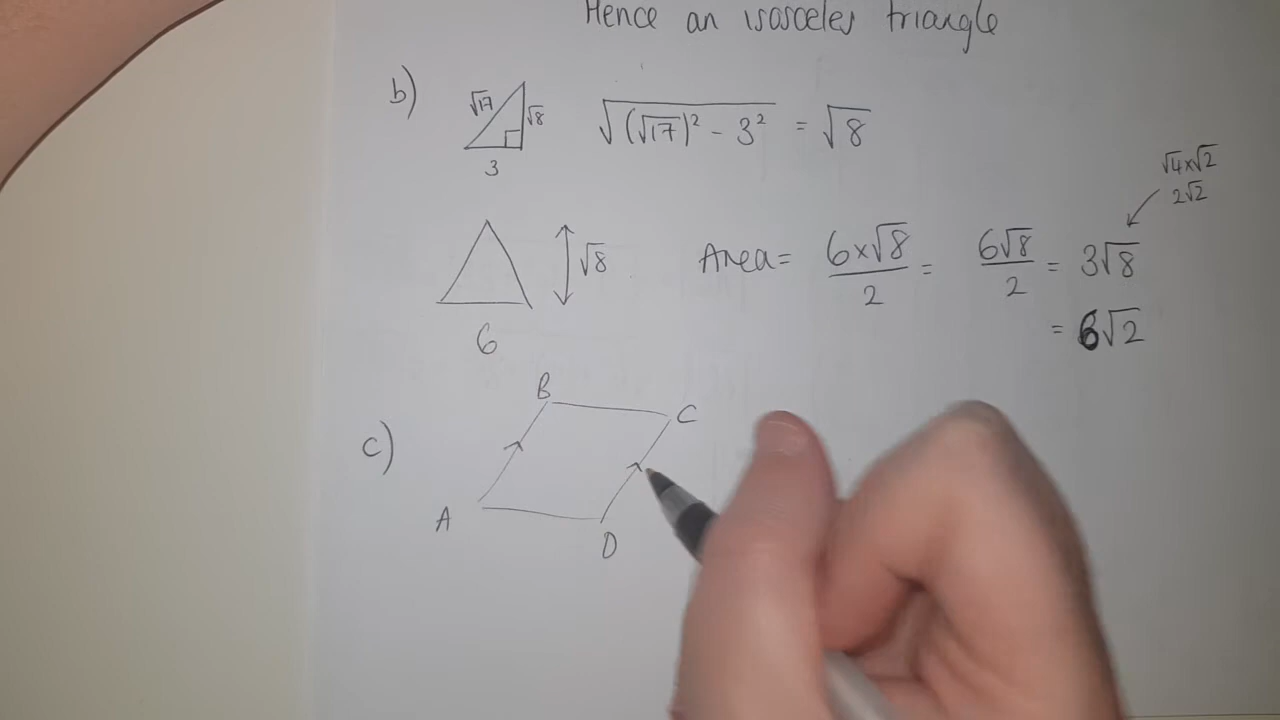 Hence an isosceles triangle
b) √17 √8 3 √(√17)² - 3² = √8
√4×√2
2√2
6 √8 Area = 6×√8/2 = 6√8/2 = 3√8
= 6√2
c) A B C D